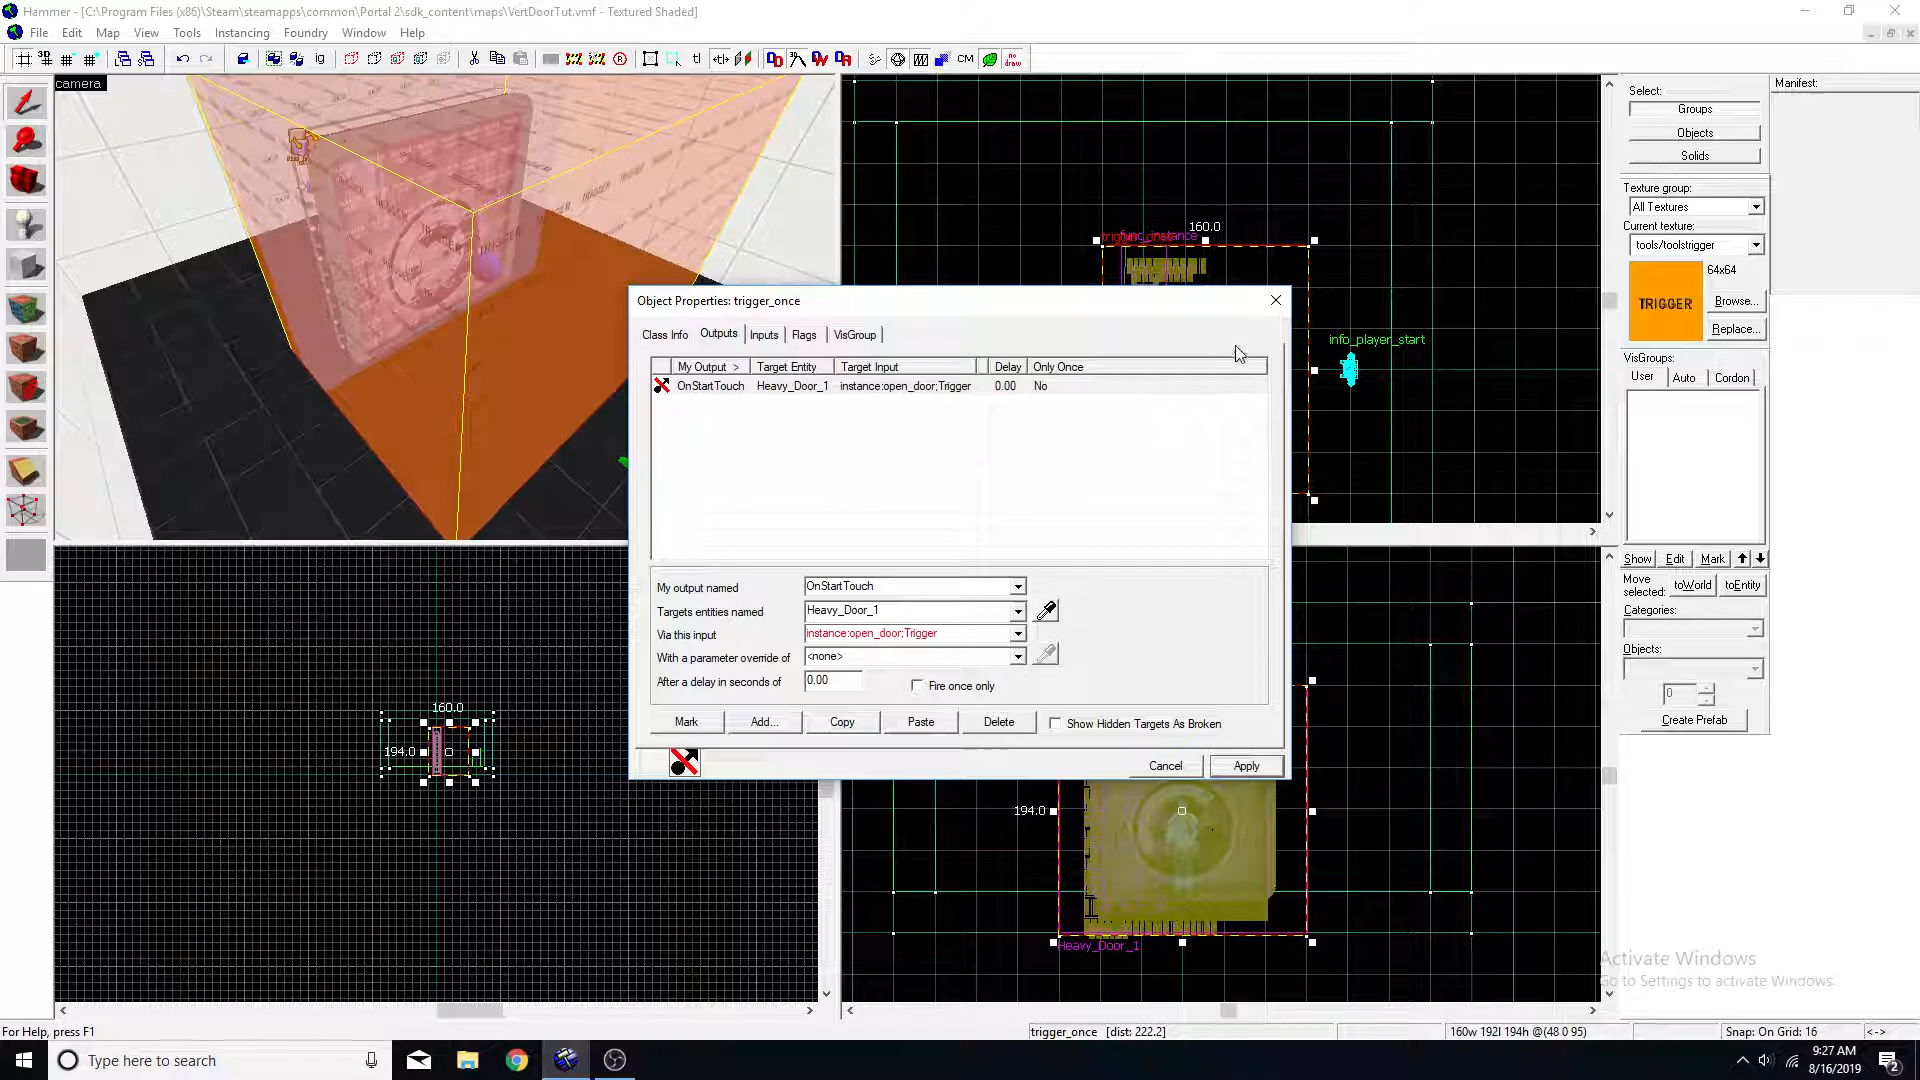 Hammer - [C:\Program Files (x86)\Steam\steamapps\common\Portal 2\sdk_content\maps\VertDoorTut.vmf - Textured Shaded]
File Edit Map View Tools Instancing Foundry Window Help
camera
Select:
Groups
Objects
Solids
Manifest:
Texture group:
All Textures
Current texture:
tools/toolstrigger
64x64
TRIGGER
Browse...
Replace...
VisGroups:
User Auto Cordon
Show Edit Mark
Move selected:
toWorld toEntity
Categories:
Objects:
0
Create Prefab
160.0
func_instance
info_player_start
Object Properties: trigger_once
Class Info Outputs Inputs Flags VisGroup
My Output > Target Entity Target Input Delay Only Once
OnStartTouch Heavy_Door_1 instance:open_door;Trigger 0.00 No
My output named OnStartTouch
Targets entities named Heavy_Door_1
Via this input instance:open_door;Trigger
With a parameter override of <none>
After a delay in seconds of 0.00 Fire once only
Mark Add... Copy Paste Delete Show Hidden Targets As Broken
Cancel Apply
160.0
194.0
194.0
Heavy_Door_1
Activate Windows
Go to Settings to activate Windows.
For Help, press F1
trigger_once [dist: 222.2]
160w 192l 194h @(48 0 95)
Snap: On Grid: 16
<->
Type here to search
9:27 AM
8/16/2019
2